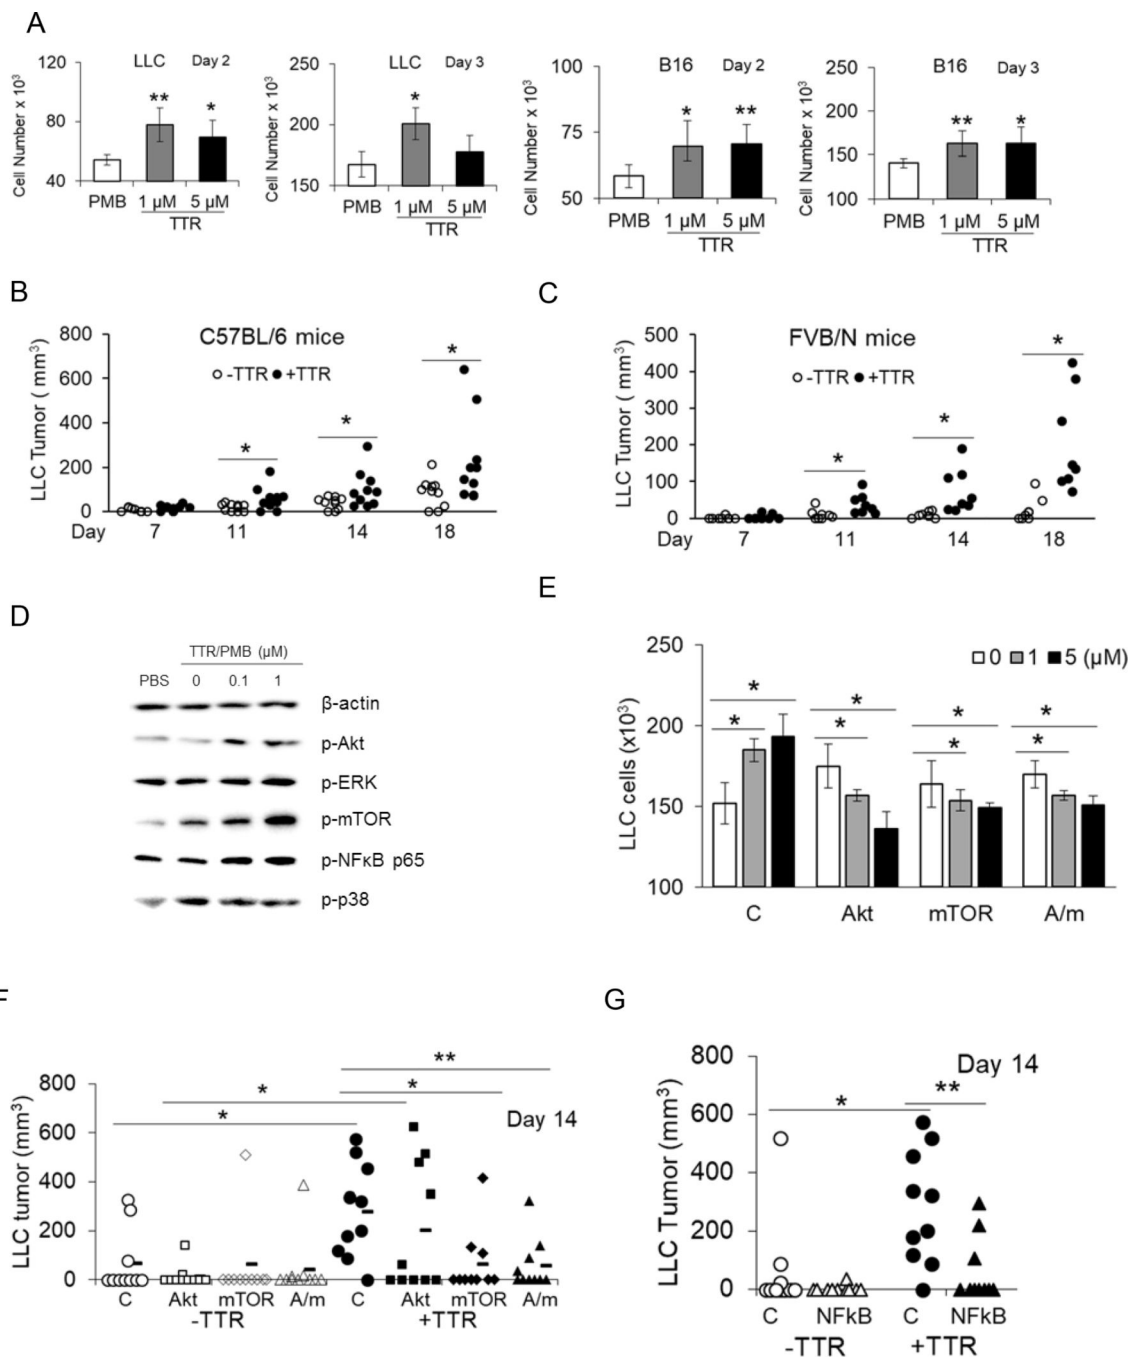 A
LLC Day 2
Cell Number x 10³
120
80
40
** *
PMB 1 µM 5 µM
TTR
LLC Day 3
Cell Number x 10³
250
200
150
*
PMB 1 µM 5 µM
TTR
B16 Day 2
Cell Number x 10³
100
75
50
* **
PMB 1 µM 5 µM
TTR
B16 Day 3
Cell Number x 10³
250
200
150
100
** *
PMB 1 µM 5 µM
TTR
B
C57BL/6 mice
-TTR +TTR
LLC Tumor ( mm³)
800
600
400
200
0
* * *
Day 7 11 14 18
C
FVB/N mice
-TTR +TTR
LLC Tumor ( mm³)
500
400
300
200
100
0
* * *
Day 7 11 14 18
D
TTR/PMB (µM)
PBS 0 0.1 1
β-actin
p-Akt
p-ERK
p-mTOR
p-NFκB p65
p-p38
E
0 1 5 (µM)
LLC cells (x10³)
250
200
150
100
* * * *
* * * *
C Akt mTOR A/m
F
Day 14
LLC tumor (mm³)
800
600
400
200
0
**
* *
*
C Akt mTOR A/m C Akt mTOR A/m
-TTR +TTR
G
Day 14
LLC Tumor (mm³)
800
600
400
200
0
* **
C NFkB C NFkB
-TTR +TTR